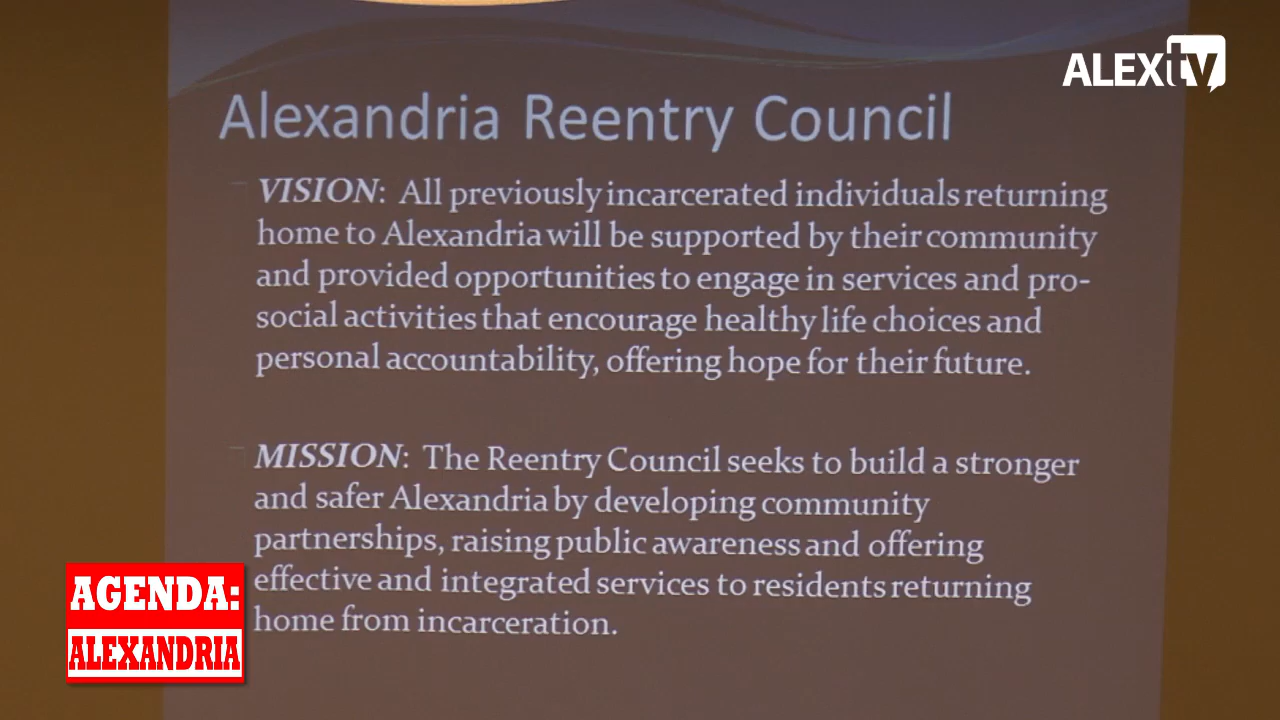 ALEXtv
Alexandria Reentry Council
VISION: All previously incarcerated individuals returning
home to Alexandria will be supported by their community
and provided opportunities to engage in services and pro-
social activities that encourage healthy life choices and
personal accountability, offering hope for their future.
MISSION: The Reentry Council seeks to build a stronger
and safer Alexandria by developing community
partnerships, raising public awareness and offering
effective and integrated services to residents returning
home from incarceration.
AGENDA:
ALEXANDRIA